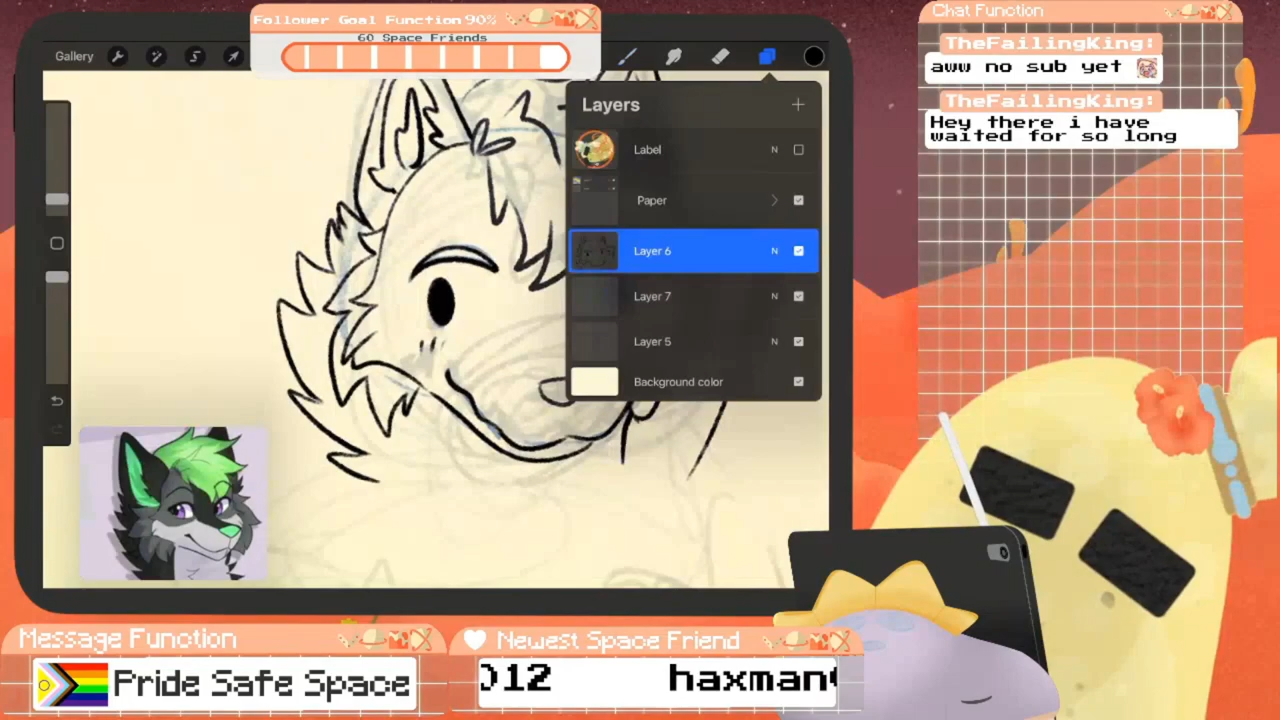 Follower Goal Function 90%
60 Space Friends
Gallery
Layers
Label
N
Paper
Layer 6
N
Layer 7
N
Layer 5
N
Background color
Chat Function
TheFailingKing:
aww no sub yet
TheFailingKing:
Hey there i have
waited for so long
Message Function
Pride Safe Space
Newest Space Friend
012 haxman